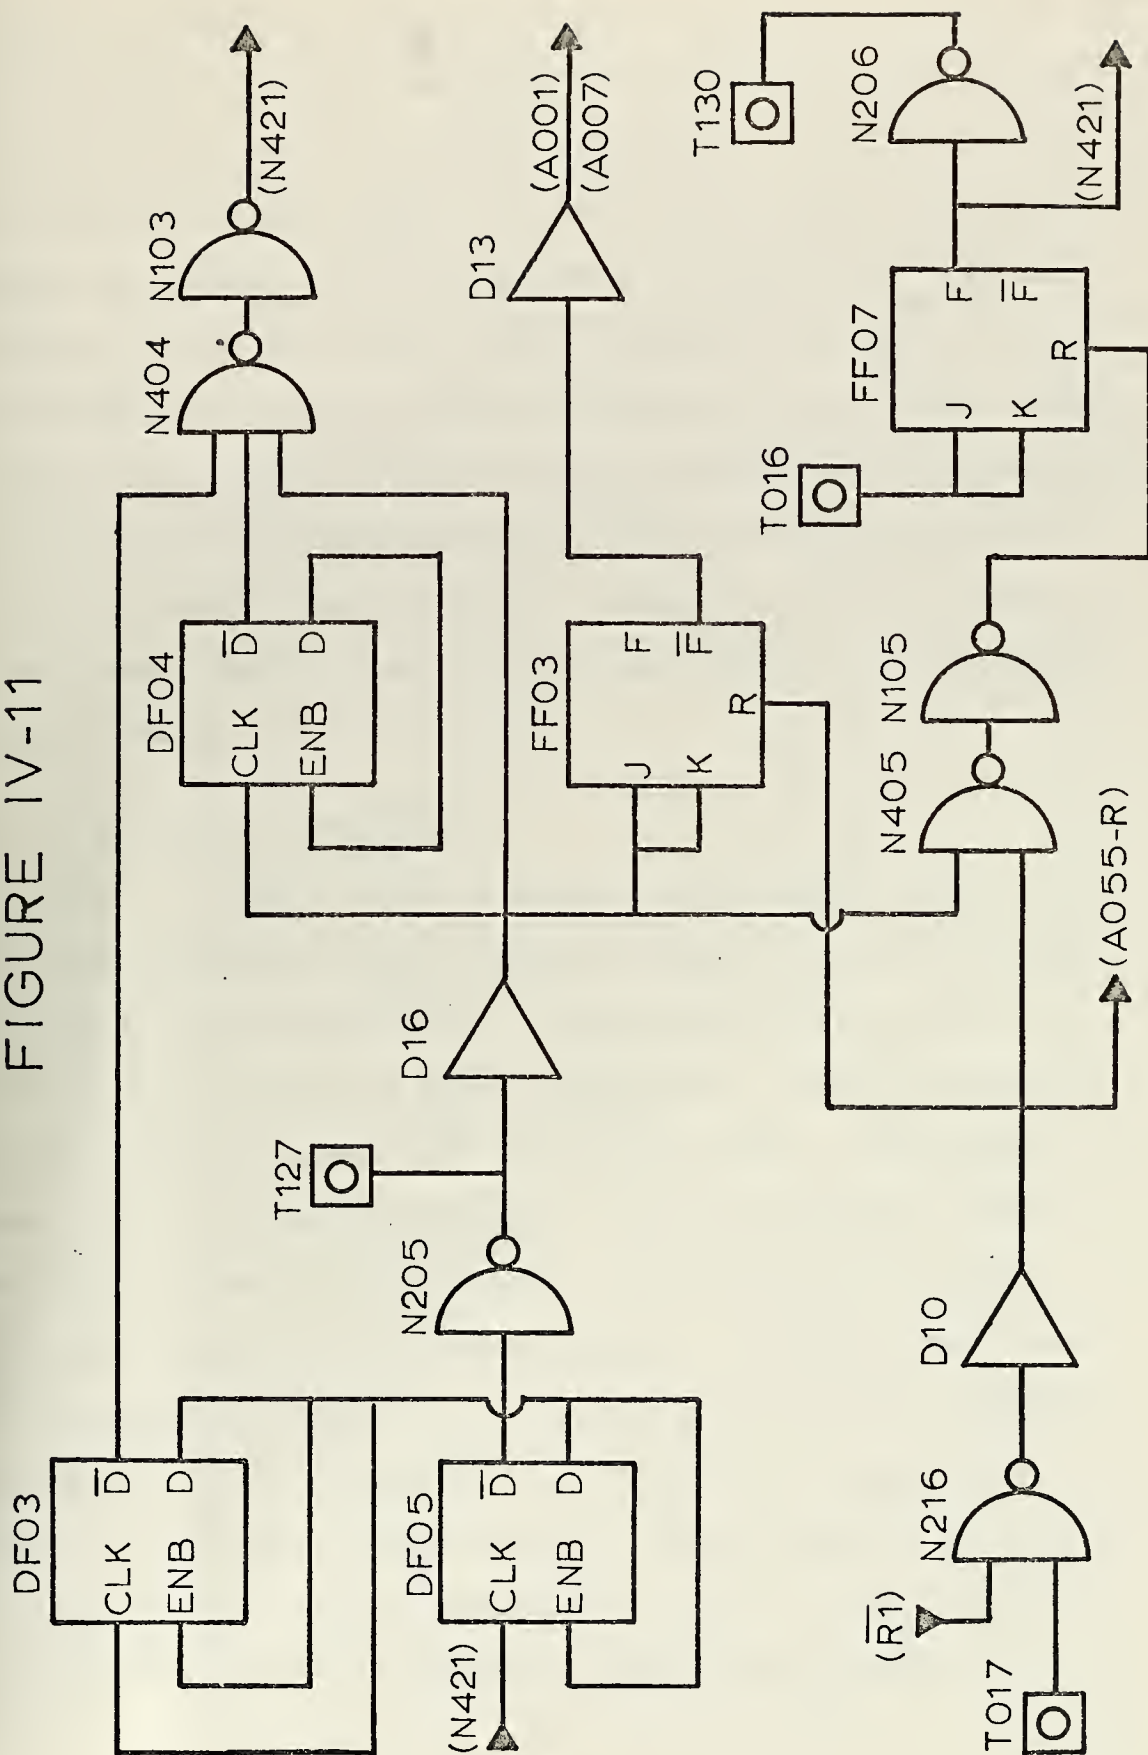 FIGURE IV-11
DF03
CLK
D̅
ENB
D
DF05
CLK
D̅
ENB
D
(N421)
(R̅1̅)
T017
N216
D10
N205
T127
D16
DF04
CLK
D̅
ENB
D
N404
N103
(N421)
FF03
J
F
K
F̅
R
D13
(A001)
(A007)
(A055-R)
N405
N105
T016
FF07
J
F
K
F̅
R
T130
N206
(N421)